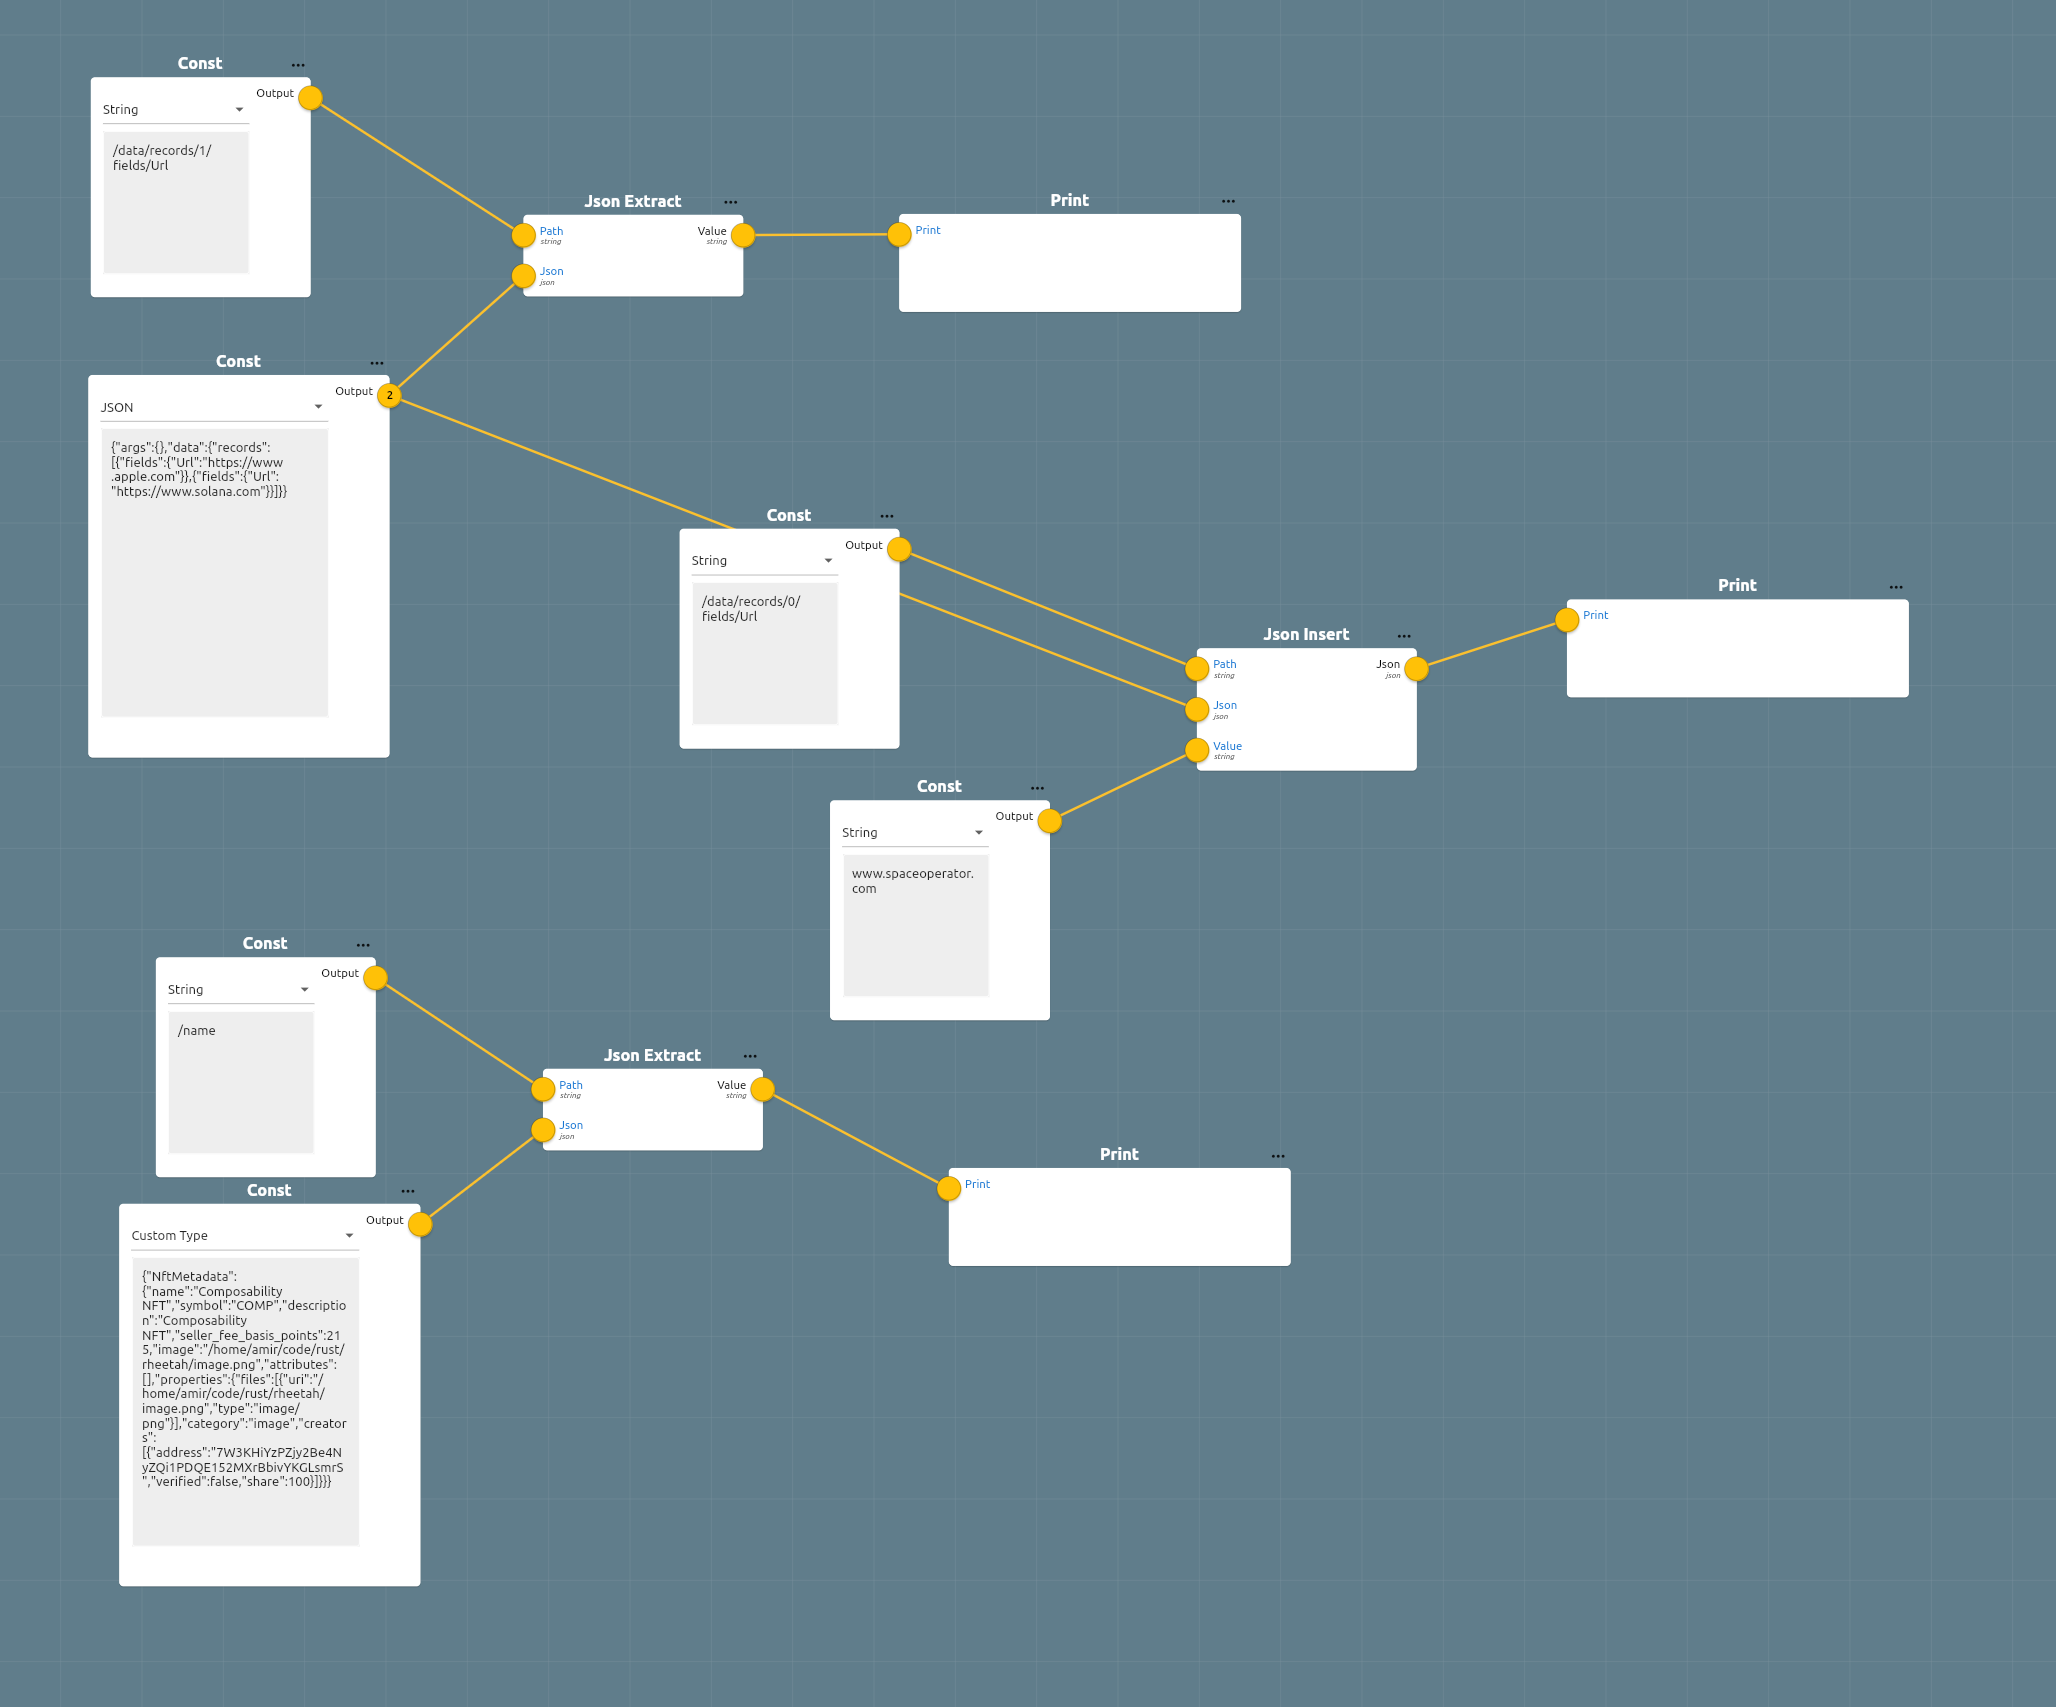 Const
...
Output
String
/data/records/1/
fields/Url
Json Extract
...
Path
string
Value
string
Json
json
Print
...
Print
Const
...
Output
2
JSON
{"args":{},"data":{"records":
[{"fields":{"Url":"https://www
.apple.com"}},{"fields":{"Url":
"https://www.solana.com"}}]}}
Const
...
Output
String
/data/records/0/
fields/Url
Json Insert
...
Path
string
Json
json
Json
json
Value
string
Print
...
Print
Const
...
Output
String
www.spaceoperator.
com
Const
...
Output
String
/name
Json Extract
...
Path
string
Value
string
Json
json
Print
...
Print
Const
...
Output
Custom Type
{"NftMetadata":
{"name":"Composability
NFT","symbol":"COMP","descriptio
n":"Composability
NFT","seller_fee_basis_points":21
5,"image":"/home/amir/code/rust/
rheetah/image.png","attributes":
[],"properties":{"files":[{"uri":"/
home/amir/code/rust/rheetah/
image.png","type":"image/
png"}],"category":"image","creator
s":
[{"address":"7W3KHiYzPZjy2Be4N
yZQi1PDQE152MXrBbivYKGLsmrS
","verified":false,"share":100}]}}}